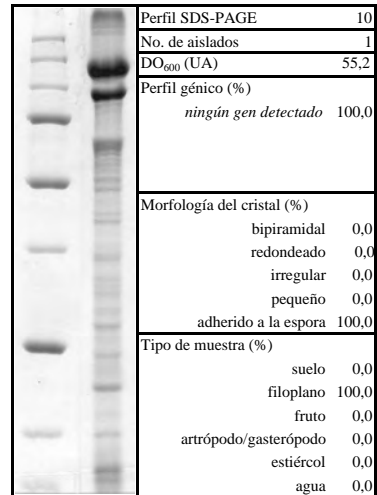 Perfil SDS-PAGE 10
No. de aislados 1
DO600 (UA) 55,2
Perfil génico (%)
ningún gen detectado 100,0
Morfología del cristal (%)
bipiramidal 0,0
redondeado 0,0
irregular 0,0
pequeño 0,0
adherido a la espora 100,0
Tipo de muestra (%)
suelo 0,0
filoplano 100,0
fruto 0,0
artrópodo/gasterópodo 0,0
estiércol 0,0
agua 0,0